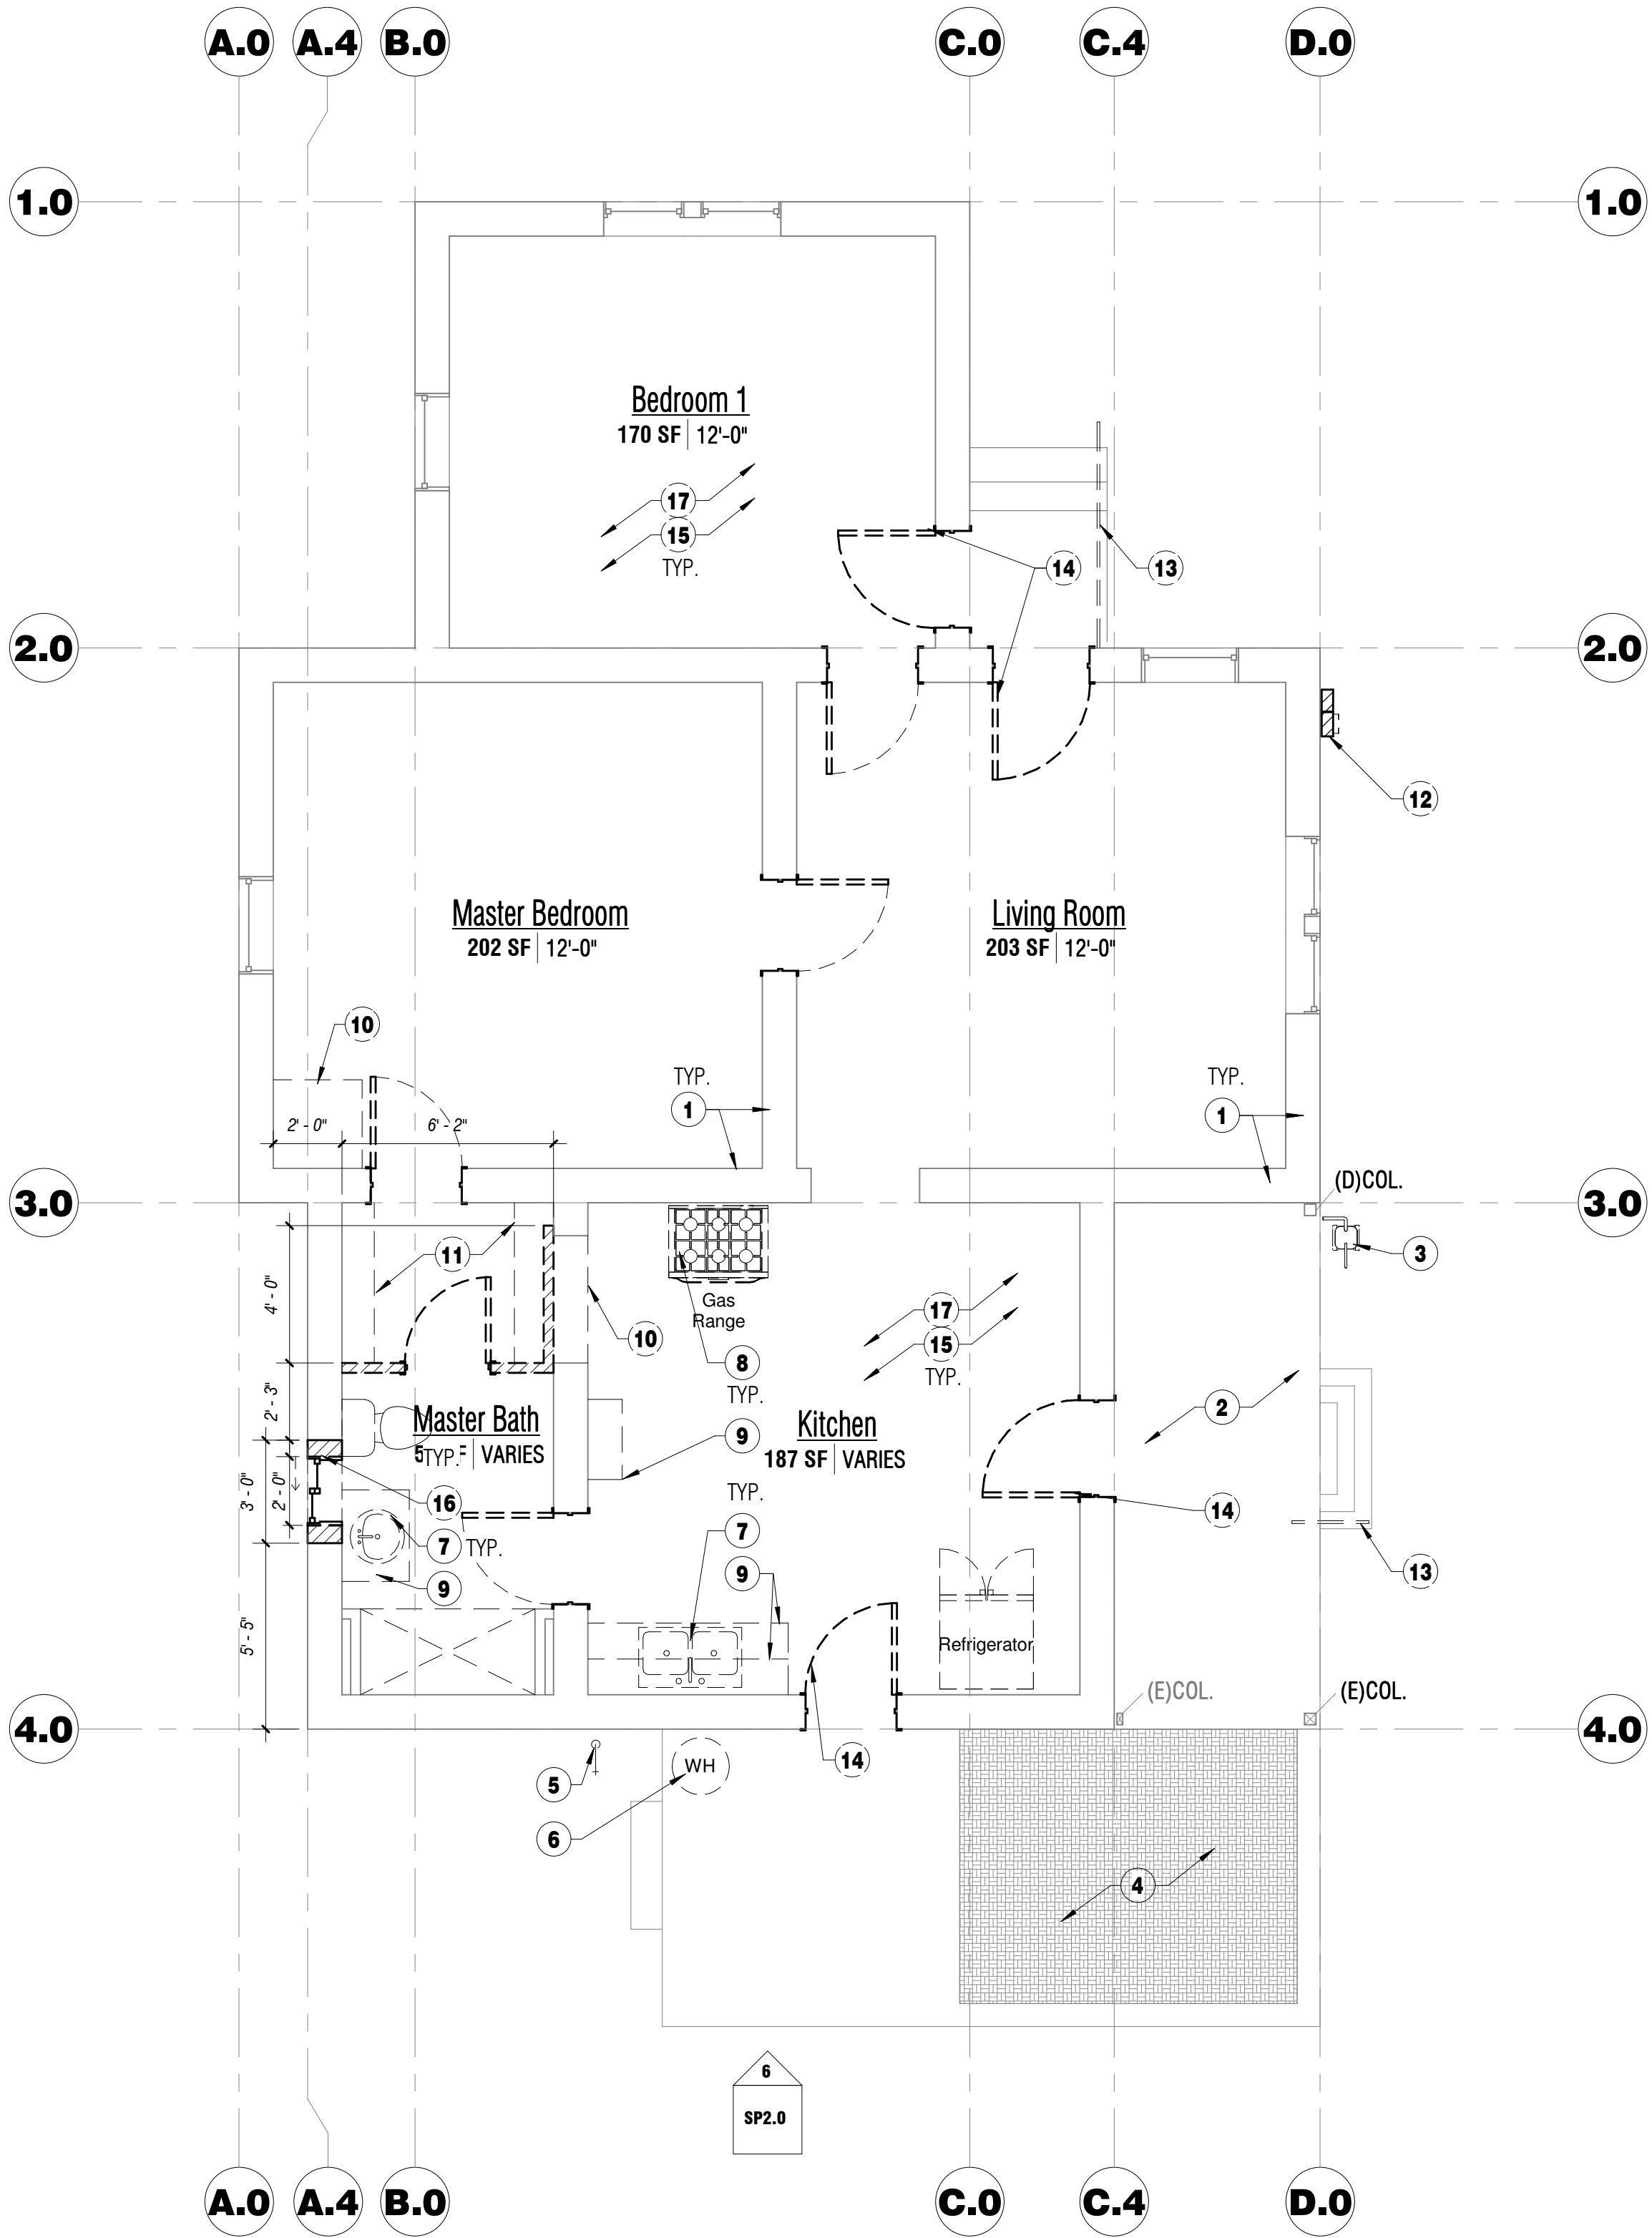 A.0 A.4 B.0 C.0 C.4 D.0
1.0 1.0
Bedroom 1
170 SF 12'-0"
17
15
TYP.
14 13
2.0 2.0
12
Master Bedroom
202 SF 12'-0"
Living Room
203 SF 12'-0"
10
TYP.
1
TYP.
1
2' - 0" 6' - 2"
(D)COL.
3.0 3.0
3
11
4' - 0"
Gas
Range
10
17
15
TYP.
8
TYP.
2
2' - 3"
Master Bath
VARIES
TYP.
9
Kitchen
187 SF VARIES
TYP.
3' - 0"
2' - 0"
16
14
7 TYP.
7
9
9
13
5' - 5"
Refrigerator
(E)COL. (E)COL.
4.0 4.0
14
WH
5
6
4
6
SP2.0
A.0 A.4 B.0 C.0 C.4 D.0